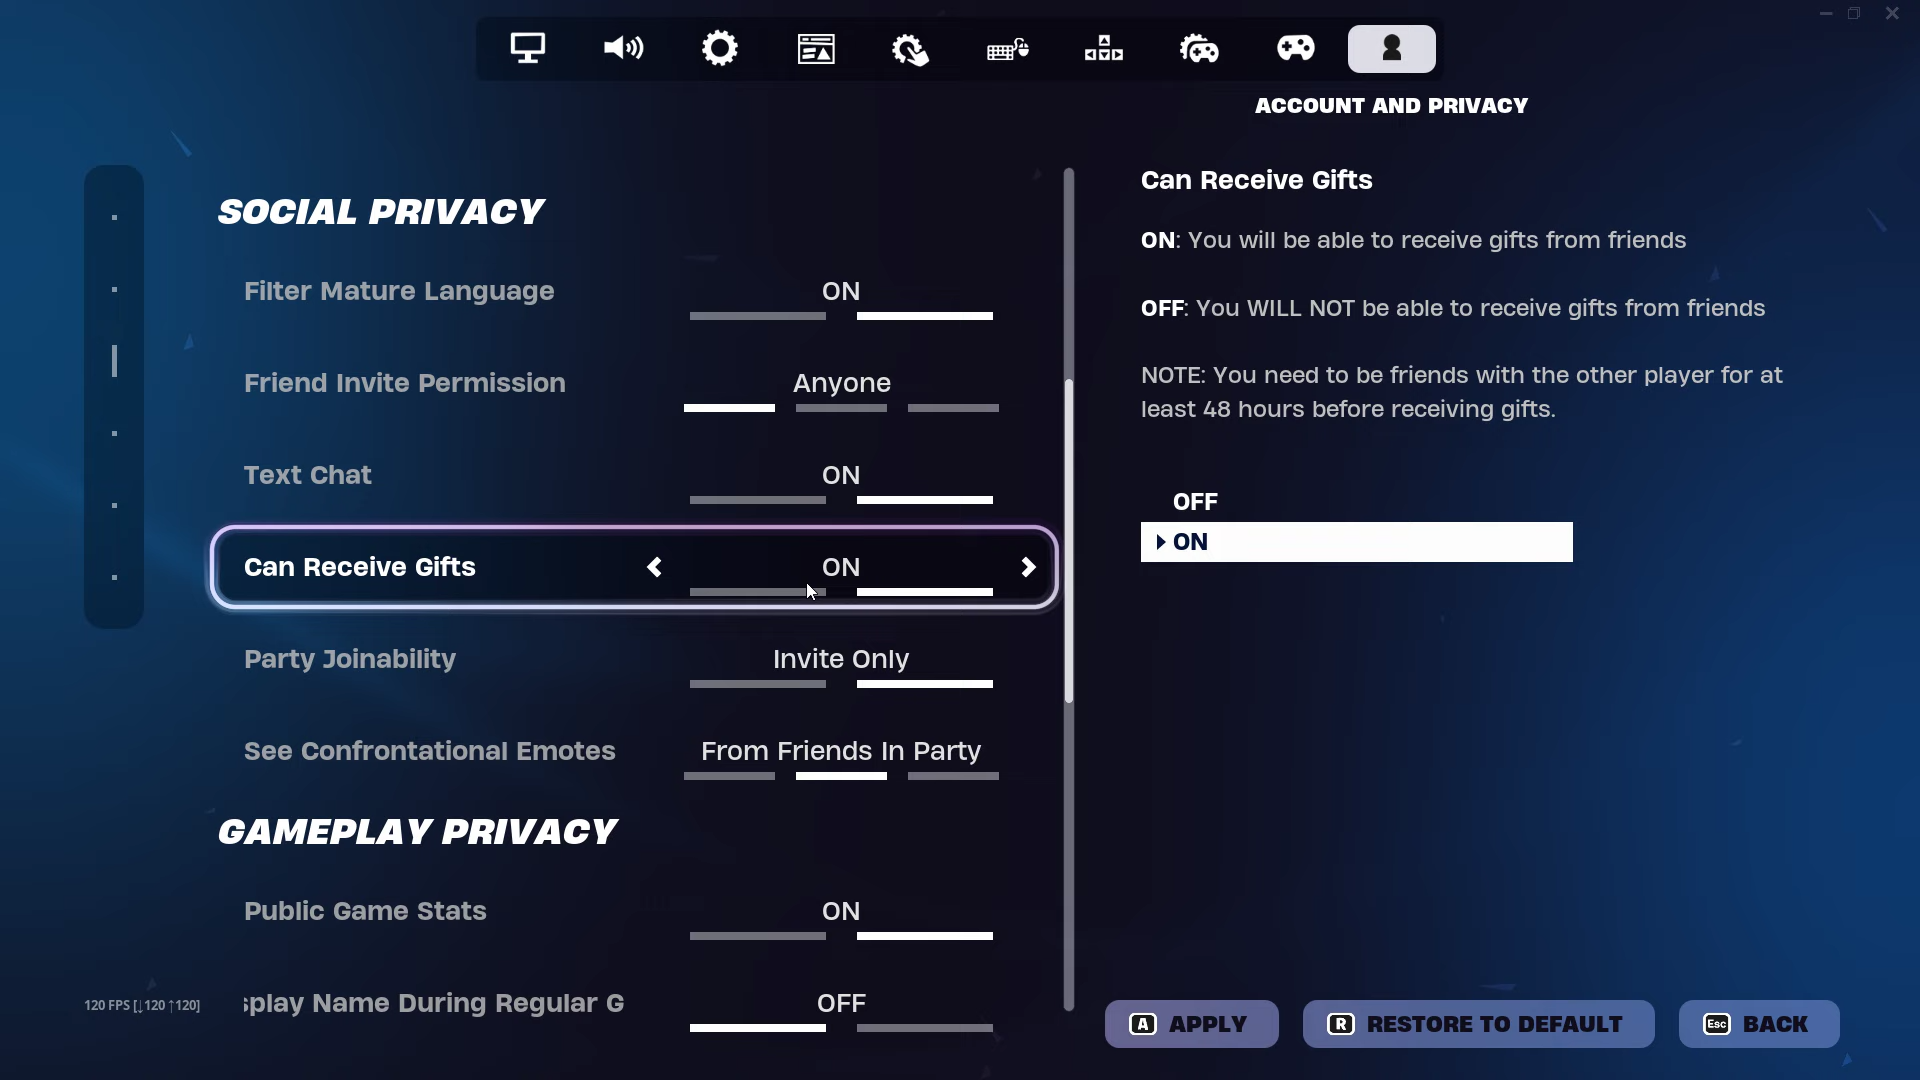 ACCOUNT AND PRIVACY
SOCIAL PRIVACY
Filter Mature Language ON
Friend Invite Permission Anyone
Text Chat ON
Can Receive Gifts ON
Party Joinability Invite Only
See Confrontational Emotes From Friends In Party
GAMEPLAY PRIVACY
Public Game Stats ON
splay Name During Regular G OFF
Can Receive Gifts
ON: You will be able to receive gifts from friends
OFF: You WILL NOT be able to receive gifts from friends
NOTE: You need to be friends with the other player for at
least 48 hours before receiving gifts.
OFF
ON
120 FPS [↓120 ↑120]
A APPLY
R RESTORE TO DEFAULT
Esc BACK